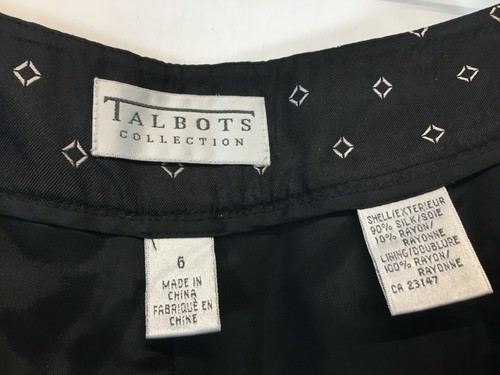 TALBOTS
COLLECTION
6
MADE IN
CHINA
FABRIQUE EN
CHINE
SHELL/EXTERIEUR
90% SILK/SOIE
10% RAYON/
RAYONNE
LINING/DOUBLURE
100% RAYON/
RAYONNE
CA 23147